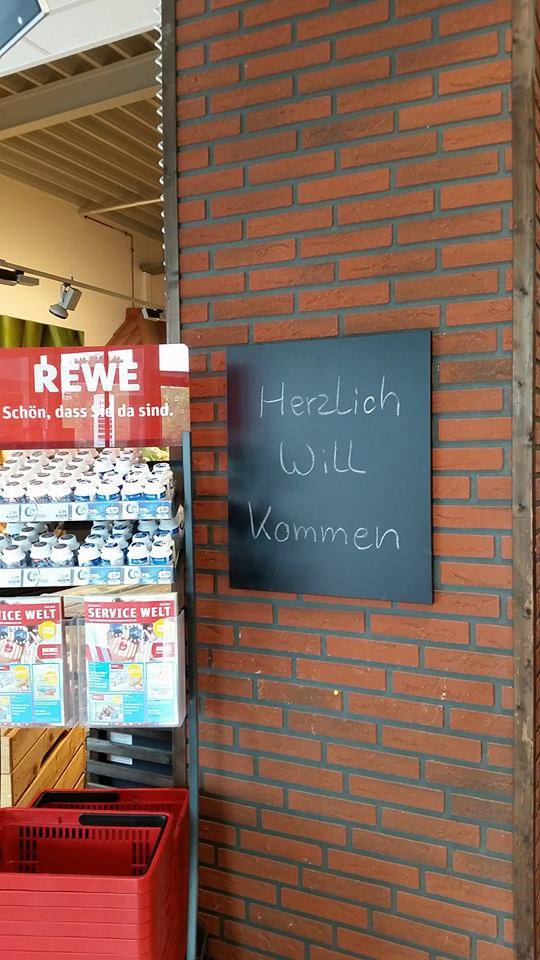 REWE
Schön, dass Sie da sind.
Herzlich
Will
Kommen
SERVICE WELT
SERVICE WELT